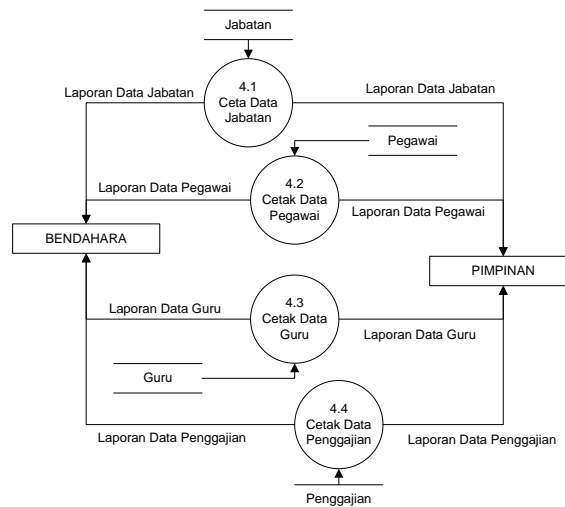 Jabatan
4.1
Ceta Data
Jabatan
Laporan Data Jabatan
Laporan Data Jabatan
Pegawai
4.2
Cetak Data
Pegawai
Laporan Data Pegawai
Laporan Data Pegawai
BENDAHARA
PIMPINAN
4.3
Cetak Data
Guru
Laporan Data Guru
Laporan Data Guru
Guru
4.4
Cetak Data
Penggajian
Laporan Data Penggajian
Laporan Data Penggajian
Penggajian